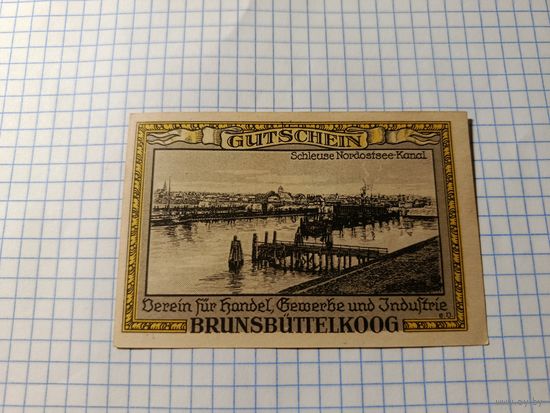 GUTSCHEIN
Schleuse Nordostsee-Kanal
Verein für Handel, Gewerbe und Industrie
e.V.
BRUNSBÜTTELKOOG